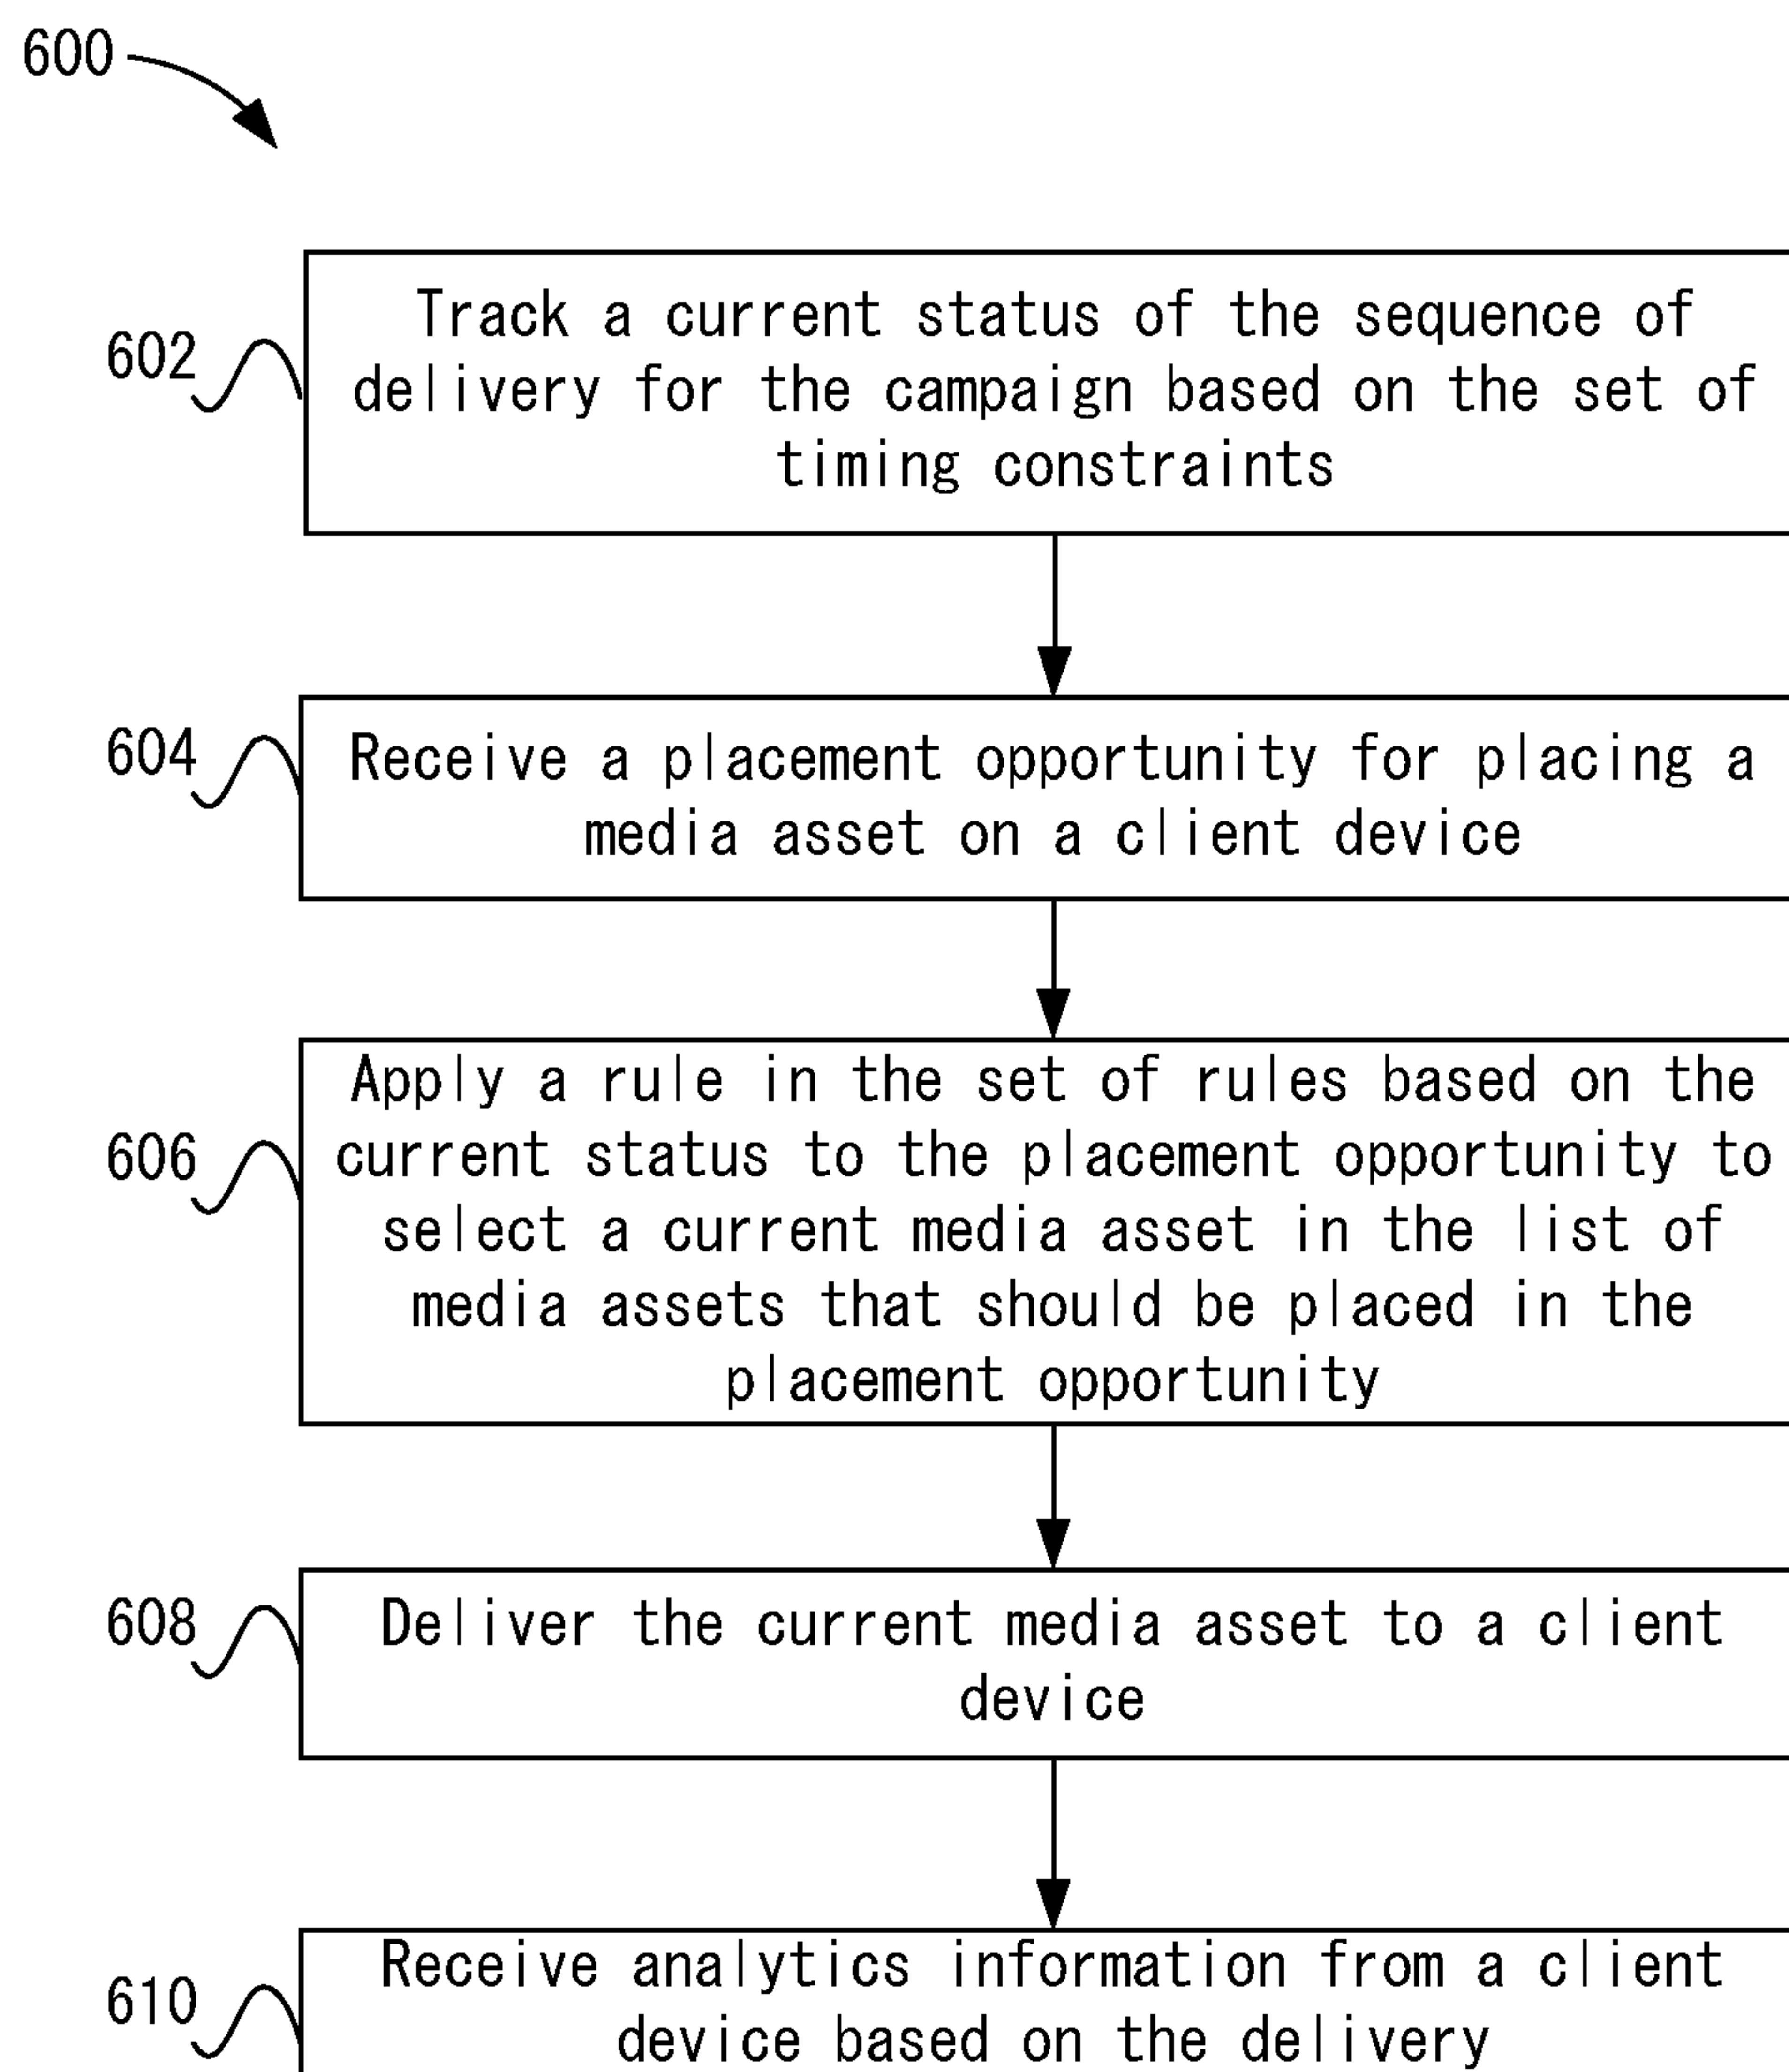 600
602
Track a current status of the sequence of
delivery for the campaign based on the set of
timing constraints
604
Receive a placement opportunity for placing a
media asset on a client device
606
Apply a rule in the set of rules based on the
current status to the placement opportunity to
select a current media asset in the list of
media assets that should be placed in the
placement opportunity
608
Deliver the current media asset to a client
device
610
Receive analytics information from a client
device based on the delivery